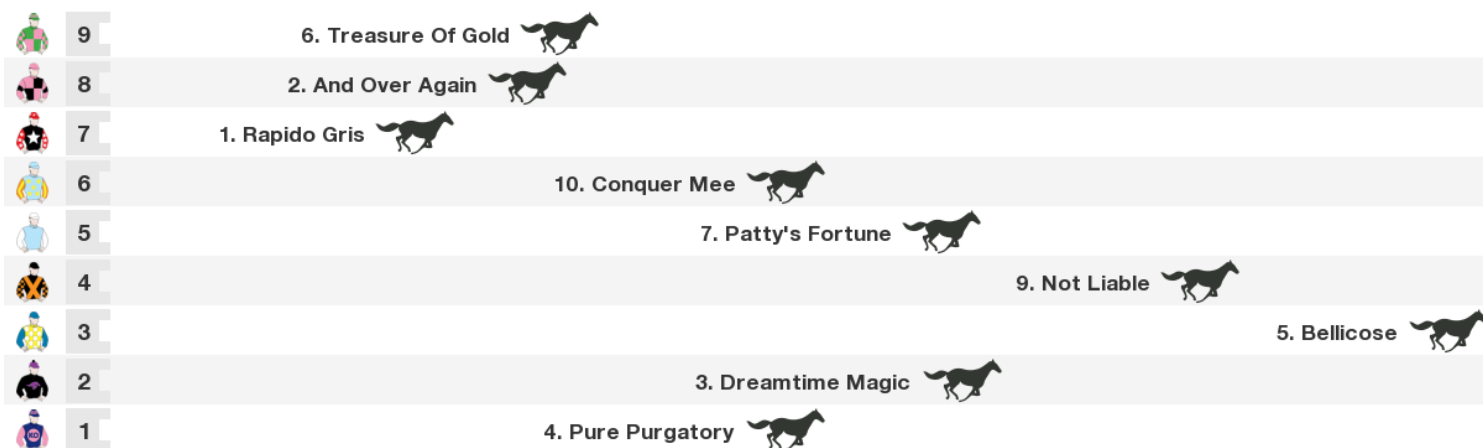 9 6. Treasure Of Gold
8 2. And Over Again
7 1. Rapido Gris
6 10. Conquer Mee
5 7. Patty's Fortune
4 9. Not Liable
3 5. Bellicose
2 3. Dreamtime Magic
1 4. Pure Purgatory